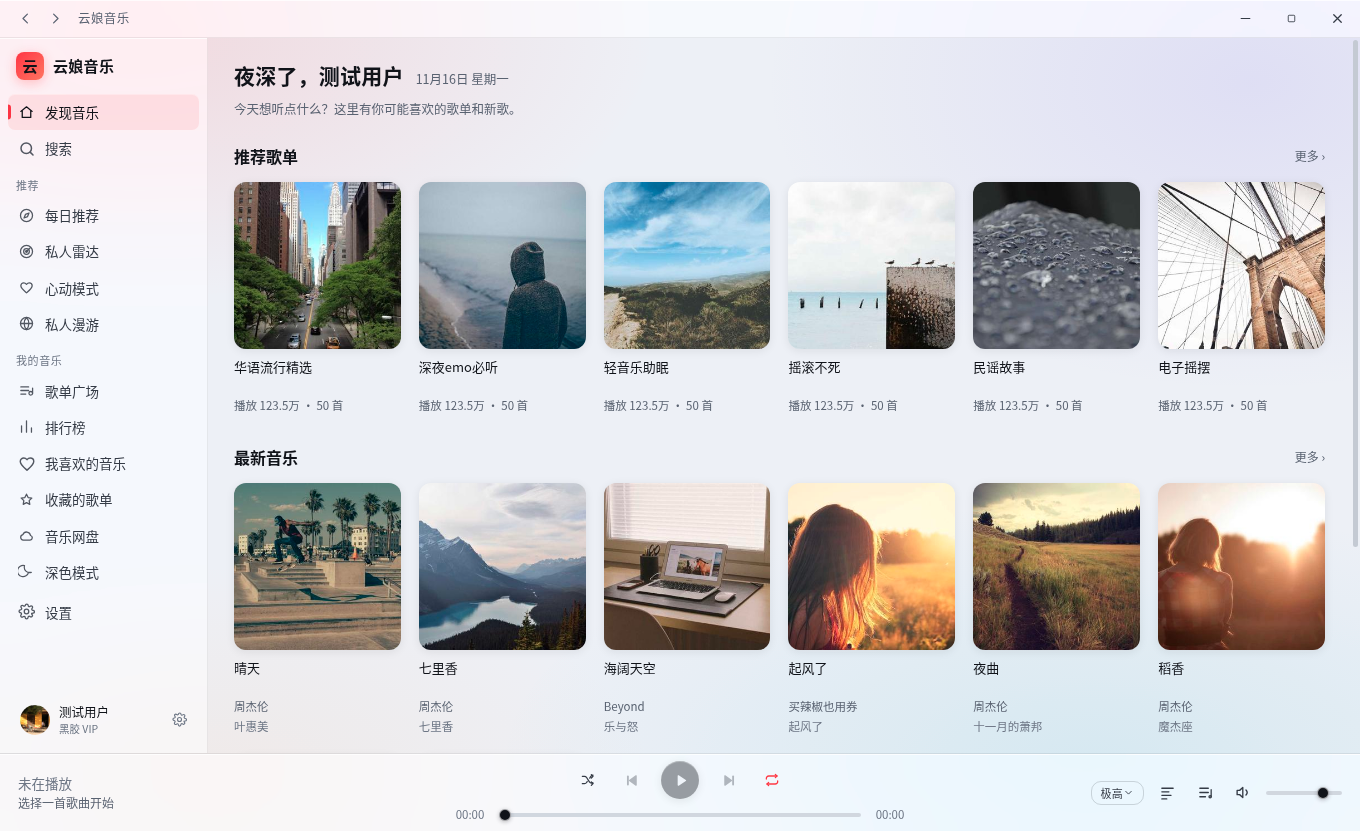 云娘音乐
云 云娘音乐
发现音乐
搜索
推荐
每日推荐
私人雷达
心动模式
私人漫游
我的音乐
歌单广场
排行榜
我喜欢的音乐
收藏的歌单
音乐网盘
深色模式
设置
测试用户
黑胶 VIP
夜深了，测试用户 11月16日 星期一
今天想听点什么？这里有你可能喜欢的歌单和新歌。
推荐歌单 更多 ›
华语流行精选 深夜emo必听 轻音乐助眠 摇滚不死 民谣故事 电子摇摆
播放 123.5万 · 50 首 播放 123.5万 · 50 首 播放 123.5万 · 50 首 播放 123.5万 · 50 首 播放 123.5万 · 50 首 播放 123.5万 · 50 首
最新音乐 更多 ›
晴天 七里香 海阔天空 起风了 夜曲 稻香
周杰伦 周杰伦 Beyond 买辣椒也用券 周杰伦 周杰伦
叶惠美 七里香 乐与怒 起风了 十一月的萧邦 魔杰座
未在播放
选择一首歌曲开始
00:00 00:00
极高